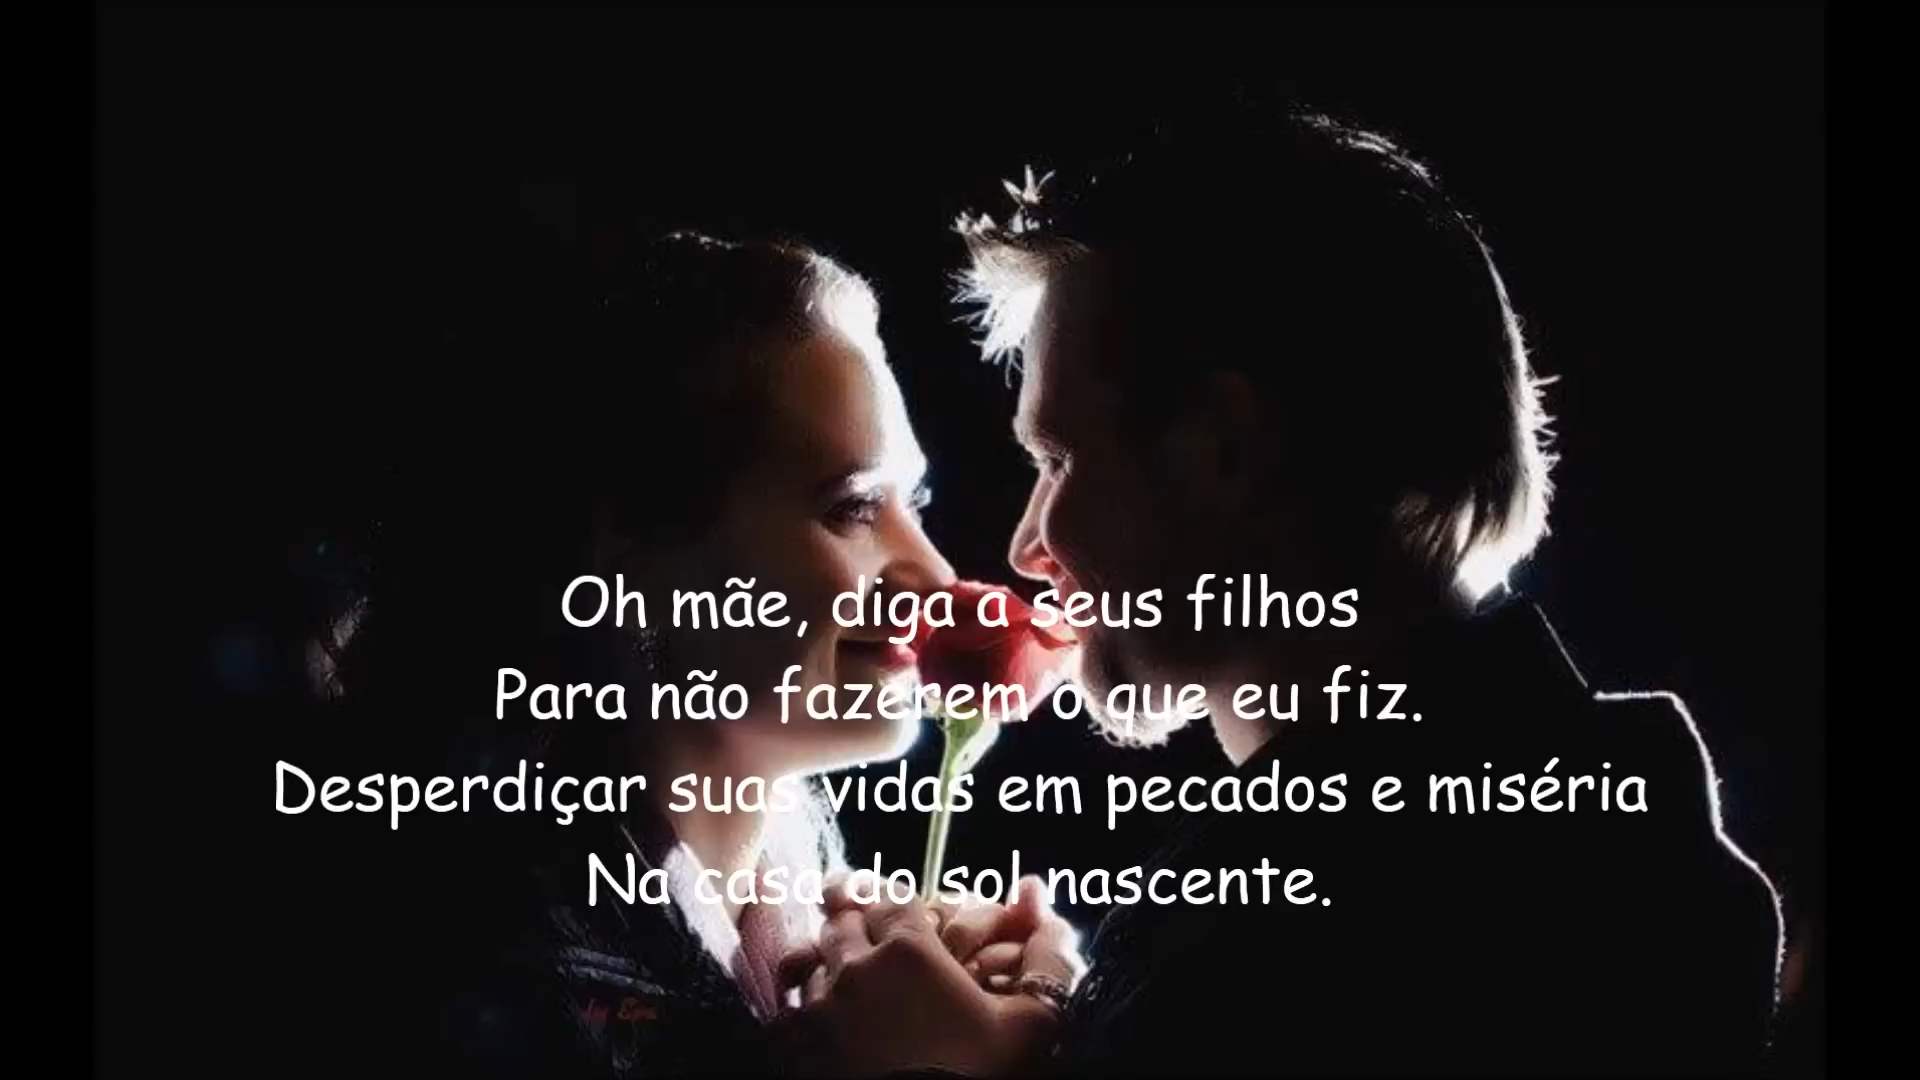 Oh mãe, diga a seus filhos
Para não fazerem o que eu fiz.
Desperdiçar suas vidas em pecados e miséria
Na casa do sol nascente.